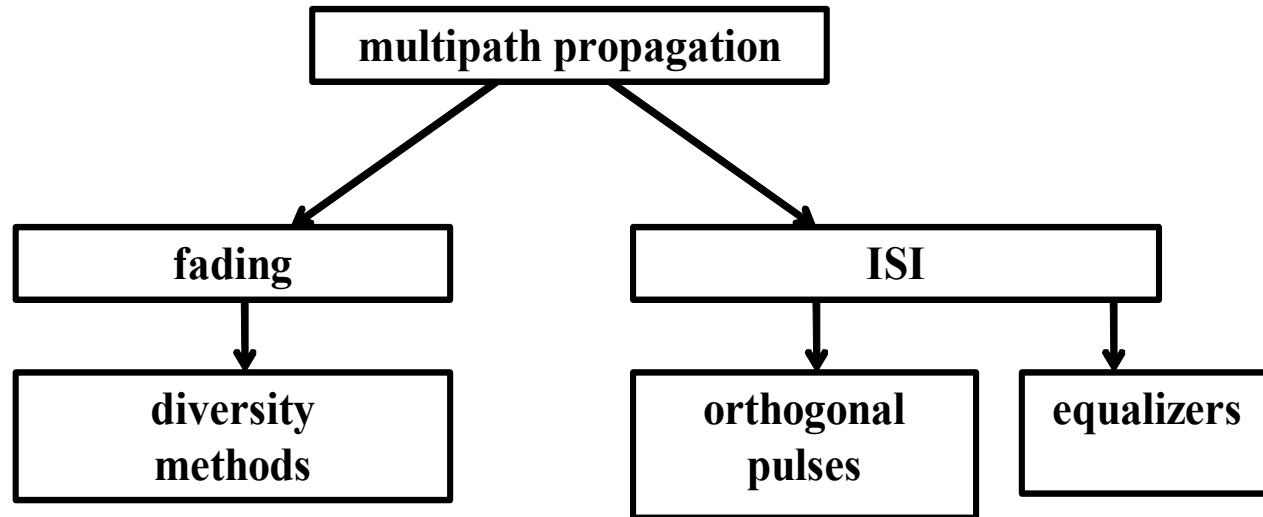 multipath propagation
fading
ISI
diversity
methods
orthogonal
pulses
equalizers